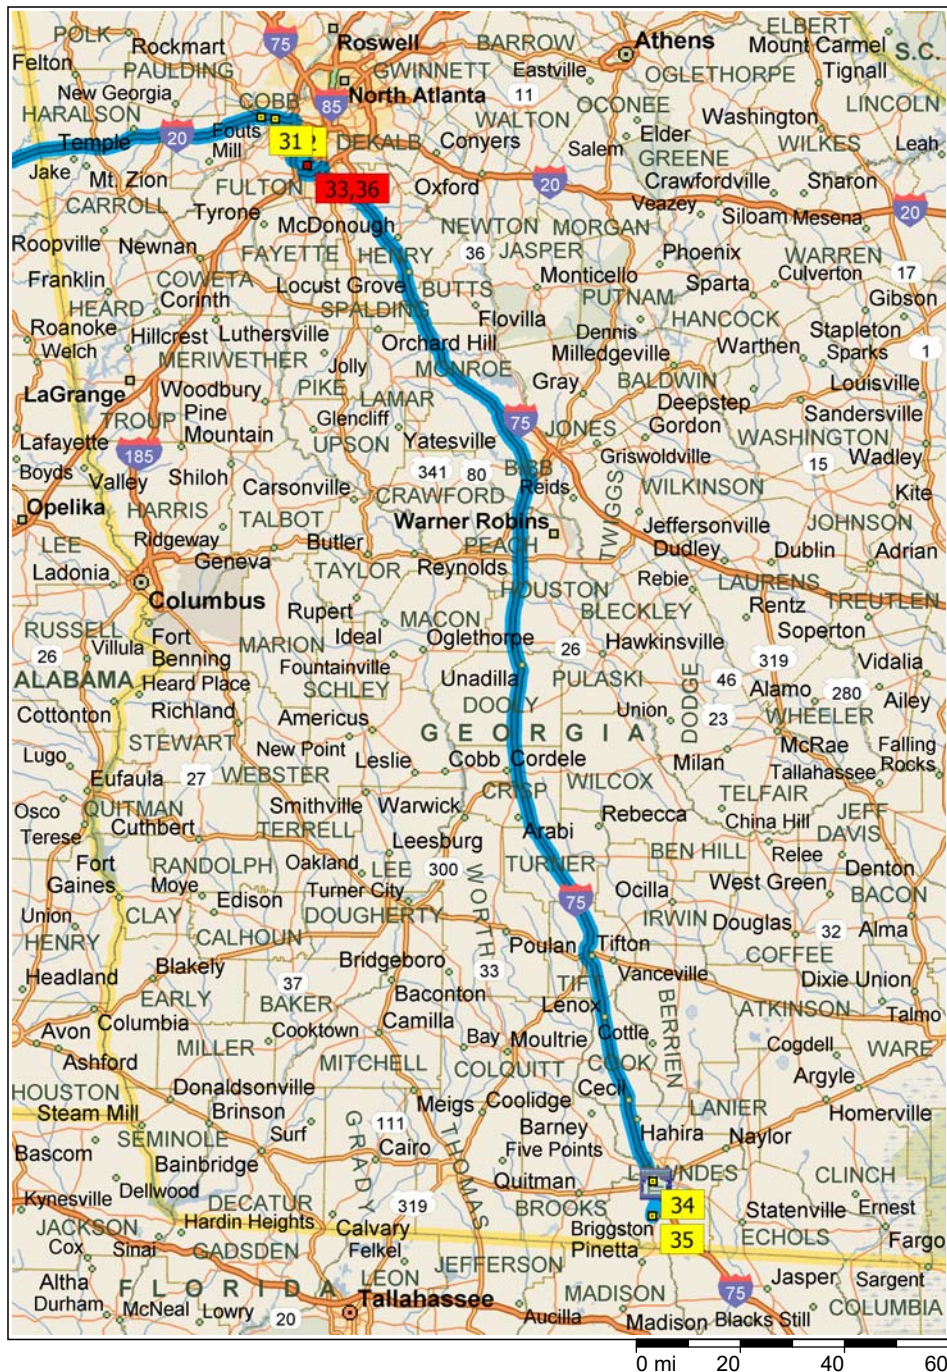 POLK
Rockmart
75
Roswell
BARROW
Athens
ELBERT
Mount Carmel
S.C.
Felton
PAULDING
GWINNETT
Eastville
OGLETHORPE
Tignall
New Georgia
North Atlanta
HARALSON
COBB
85
11
OCONEE
LINCOLN
WALTON
Washington
Temple
20
Fouts
Mill
31
2
DEKALB
Conyers
Elder
Salem
WILKES
Leah
GREENE
Jake
Mt. Zion
FULTON
33,36
Oxford
20
Crawfordville
Sharon
CARROLL
Tyrone
Veazey
Siloam
Mesena
20
McDonough
NEWTON
MORGAN
Roopville
Newnan
FAYETTE
HENRY
36
JASPER
Phoenix
WARREN
Franklin
COWETA
Monticello
Sparta
Culverton
17
Corinth
Locust Grove
BUTTS
PUTNAM
Gibson
HEARD
SPALDING
Flovilla
HANCOCK
Roanoke
Hillcrest
Luthersville
Dennis
Stapleton
Welch
Orchard Hill
Milledgeville
Warthen
Sparks
1
MERIWETHER
Jolly
MONROE
LaGrange
Woodbury
PIKE
Gray
BALDWIN
Louisville
TROUP
Pine
Mountain
LAMAR
Deepstep
Glencliff
75
JONES
Gordon
Sandersville
Lafayette
UPSON
Yatesville
WASHINGTON
185
Griswoldville
Wadley
Boyds
Valley
Shiloh
341
80
BIBB
15
Carsonville
Reids
WILKINSON
CRAWFORD
TWIGGS
Kite
Opelika
HARRIS
TALBOT
Warner Robins
Jeffersonville
JOHNSON
LEE
Ridgeway
Butler
PEACH
Geneva
Reynolds
Dudley
Dublin
Adrian
Ladonia
TAYLOR
HOUSTON
Rebie
LAURENS
Columbus
Rupert
BLECKLEY
Rentz
TREUTLEN
MACON
Soperton
RUSSELL
Fort
Benning
MARION
Ideal
Oglethorpe
26
Hawkinsville
26
Villula
Fountainville
319
Vidalia
ALABAMA
Heard Place
SCHLEY
Unadilla
PULASKI
DODGE
46
Alamo
280
Ailey
Cottonton
Richland
DOOLY
Union
Americus
23
WHEELER
STEWART
GEORGIA
McRae
Falling
Rocks
Lugo
New Point
Leslie
Cobb
Cordele
Milan
Eufaula
27
WEBSTER
WILCOX
Tallahassee
CRISP
TELFAIR
Osco
QUITMAN
Smithville
Warwick
Rebecca
JEFF
DAVIS
Terese
Cuthbert
TERRELL
Arabi
China Hill
Leesburg
BEN HILL
Relee
Fort
Gaines
RANDOLPH
Oakland
LEE
300
WORTH
TURNER
Denton
Moye
Turner City
Ocilla
West Green
BACON
Edison
75
Union
CLAY
DOUGHERTY
IRWIN
Douglas
32
Alma
HENRY
CALHOUN
Poulan
Tifton
COFFEE
Bridgeboro
33
Headland
Blakely
37
Vanceville
Dixie Union
Baconton
TIFT
BERRIEN
EARLY
BAKER
Lenox
ATKINSON
Columbia
Camilla
Talmo
Avon
Cooktown
Bay
Moultrie
Cottle
Cogdell
WARE
Ashford
MILLER
MITCHELL
COLQUITT
COOK
Argyle
HOUSTON
Donaldsonville
Cecil
Steam Mill
Brinson
Meigs
Coolidge
LANIER
Homerville
111
Barney
Surf
SEMINOLE
GRADY
THOMAS
Hahira
Naylor
Bascom
Cairo
Five Points
Bainbridge
LOWNDES
CLINCH
Quitman
Kynesville
Dellwood
DECATUR
319
BROOKS
34
Statenville
Ernest
JACKSON
Hardin Heights
Calvary
Briggston
35
ECHOLS
Fargo
Cox
Sinai
GADSDEN
Felkel
Pinetta
JEFFERSON
Jasper
Sargent
Altha
FLORIDA
LEON
75
Durham
McNeal
Lowry
20
Tallahassee
MADISON
COLUMBIA
Aucilla
Madison
Blacks Still
0 mi
20
40
60